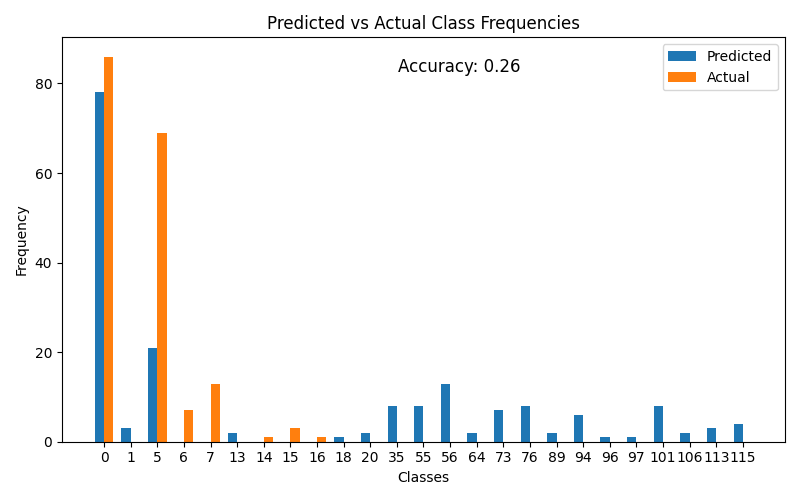 Predicted vs Actual Class Frequencies
Accuracy: 0.26
Predicted
Actual
Frequency
80
60
40
20
0
0 1 5 6 7 13 14 15 16 18 20 35 55 56 64 73 76 89 94 96 97 101 106 113 115
Classes